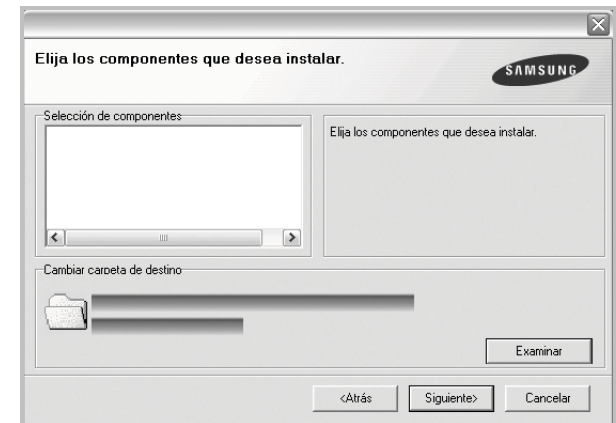 Elija los componentes que desea instalar.
SAMSUNG
Selección de componentes
Elija los componentes que desea instalar.
Cambiar carpeta de destino
Examinar
<Atrás
Siguiente>
Cancelar